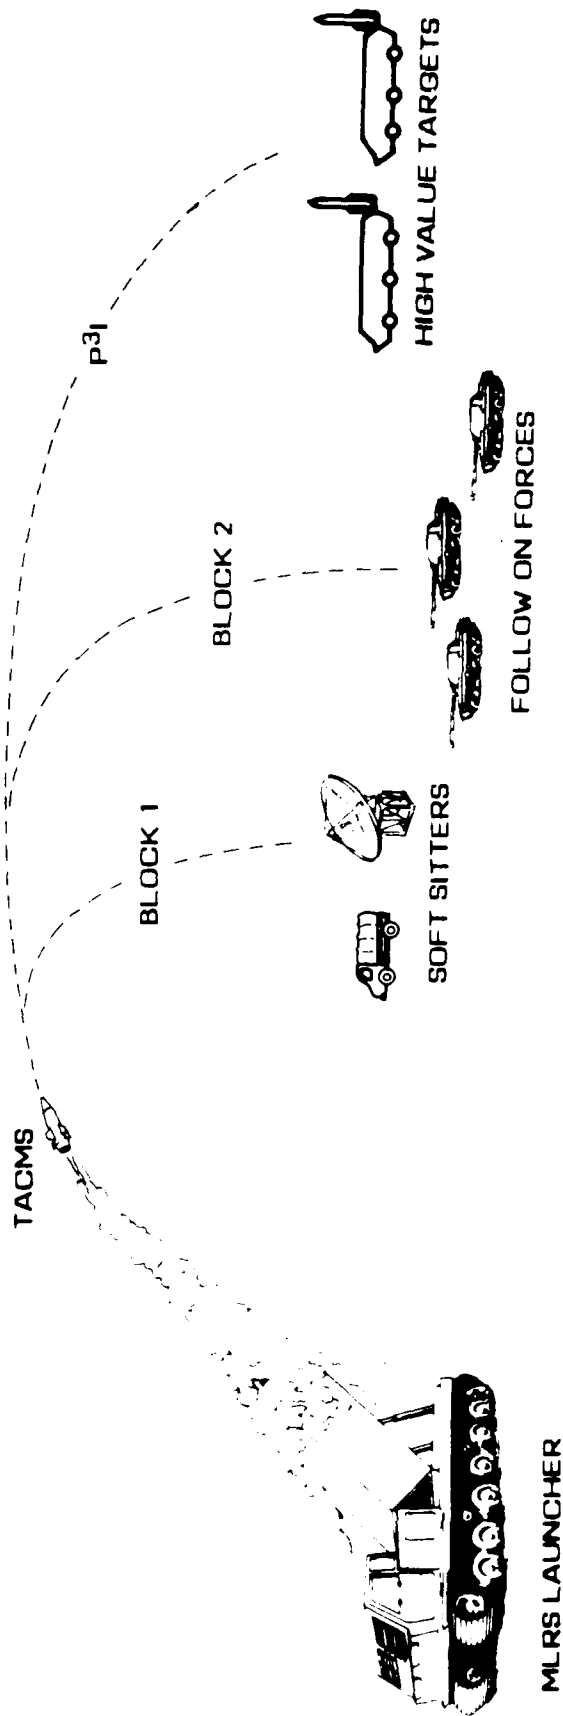 TACMS
BLOCK 1
BLOCK 2
P³I
MLRS LAUNCHER
SOFT SITTERS
FOLLOW ON FORCES
HIGH VALUE TARGETS